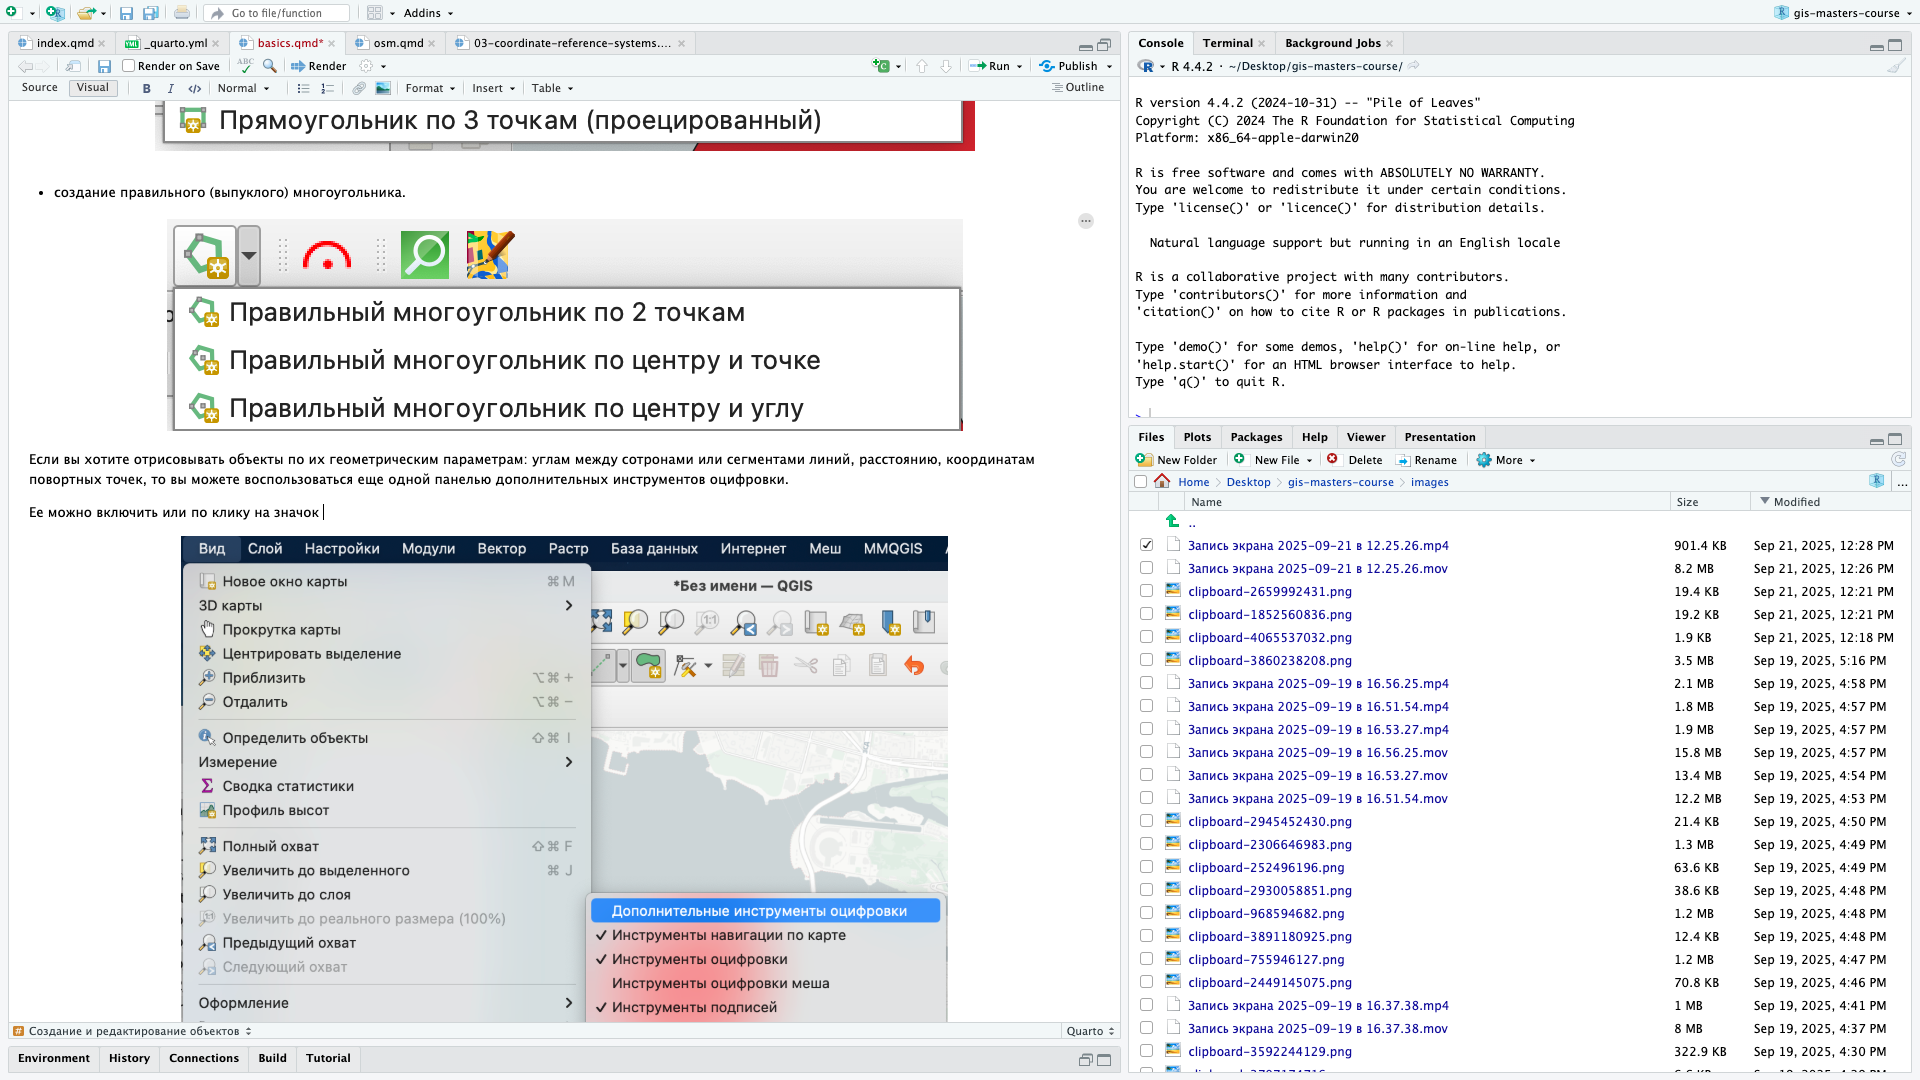 Go to file/function
Addins
gis-masters-course
index.qmd
_quarto.yml
basics.qmd*
osm.qmd
03-coordinate-reference-systems....
Render on Save
ABC
Render
Run
Publish
Source
Visual
B
I
</>
Normal
Format
Insert
Table
Outline
Прямоугольник по 3 точкам (проецированный)
• создание правильного (выпуклого) многоугольника.
Правильный многоугольник по 2 точкам
Правильный многоугольник по центру и точке
Правильный многоугольник по центру и углу
Если вы хотите отрисовывать объекты по их геометрическим параметрам: углам между сотронами или сегментами линий, расстоянию, координатам
повортных точек, то вы можете воспользоваться еще одной панелью дополнительных инструментов оцифровки.
Ее можно включить или по клику на значок
Вид Слой Настройки Модули Вектор Растр База данных Интернет Меш MMQGIS
*Без имени — QGIS
Новое окно карты ⌘ M
3D карты
Прокрутка карты
Центрировать выделение
Приблизить ⌥⌘ +
Отдалить ⌥⌘ −
Определить объекты ⇧⌘ I
Измерение
Сводка статистики
Профиль высот
Полный охват ⇧⌘ F
Увеличить до выделенного ⌘ J
Увеличить до слоя
Увеличить до реального размера (100%)
Предыдущий охват
Следующий охват
Оформление
Дополнительные инструменты оцифровки
✓ Инструменты навигации по карте
✓ Инструменты оцифровки
Инструменты оцифровки меша
✓ Инструменты подписей
Создание и редактирование объектов
Quarto
Environment
History
Connections
Build
Tutorial
Console
Terminal
Background Jobs
R 4.4.2 · ~/Desktop/gis-masters-course/
R version 4.4.2 (2024-10-31) -- "Pile of Leaves"
Copyright (C) 2024 The R Foundation for Statistical Computing
Platform: x86_64-apple-darwin20
R is free software and comes with ABSOLUTELY NO WARRANTY.
You are welcome to redistribute it under certain conditions.
Type 'license()' or 'licence()' for distribution details.
Natural language support but running in an English locale
R is a collaborative project with many contributors.
Type 'contributors()' for more information and
'citation()' on how to cite R or R packages in publications.
Type 'demo()' for some demos, 'help()' for on-line help, or
'help.start()' for an HTML browser interface to help.
Type 'q()' to quit R.
>
Files
Plots
Packages
Help
Viewer
Presentation
New Folder
New File
Delete
Rename
More
Home
Desktop
gis-masters-course
images
...
Name Size Modified
..
Запись экрана 2025-09-21 в 12.25.26.mp4 901.4 KB Sep 21, 2025, 12:28 PM
Запись экрана 2025-09-21 в 12.25.26.mov 8.2 MB Sep 21, 2025, 12:26 PM
clipboard-2659992431.png 19.4 KB Sep 21, 2025, 12:21 PM
clipboard-1852560836.png 19.2 KB Sep 21, 2025, 12:21 PM
clipboard-4065537032.png 1.9 KB Sep 21, 2025, 12:18 PM
clipboard-3860238208.png 3.5 MB Sep 19, 2025, 5:16 PM
Запись экрана 2025-09-19 в 16.56.25.mp4 2.1 MB Sep 19, 2025, 4:58 PM
Запись экрана 2025-09-19 в 16.51.54.mp4 1.8 MB Sep 19, 2025, 4:57 PM
Запись экрана 2025-09-19 в 16.53.27.mp4 1.9 MB Sep 19, 2025, 4:57 PM
Запись экрана 2025-09-19 в 16.56.25.mov 15.8 MB Sep 19, 2025, 4:57 PM
Запись экрана 2025-09-19 в 16.53.27.mov 13.4 MB Sep 19, 2025, 4:54 PM
Запись экрана 2025-09-19 в 16.51.54.mov 12.2 MB Sep 19, 2025, 4:53 PM
clipboard-2945452430.png 21.4 KB Sep 19, 2025, 4:50 PM
clipboard-2306646983.png 1.3 MB Sep 19, 2025, 4:49 PM
clipboard-252496196.png 63.6 KB Sep 19, 2025, 4:49 PM
clipboard-2930058851.png 38.6 KB Sep 19, 2025, 4:48 PM
clipboard-968594682.png 1.2 MB Sep 19, 2025, 4:48 PM
clipboard-3891180925.png 12.4 KB Sep 19, 2025, 4:48 PM
clipboard-755946127.png 1.2 MB Sep 19, 2025, 4:47 PM
clipboard-2449145075.png 70.8 KB Sep 19, 2025, 4:46 PM
Запись экрана 2025-09-19 в 16.37.38.mp4 1 MB Sep 19, 2025, 4:41 PM
Запись экрана 2025-09-19 в 16.37.38.mov 8 MB Sep 19, 2025, 4:37 PM
clipboard-3592244129.png 322.9 KB Sep 19, 2025, 4:30 PM